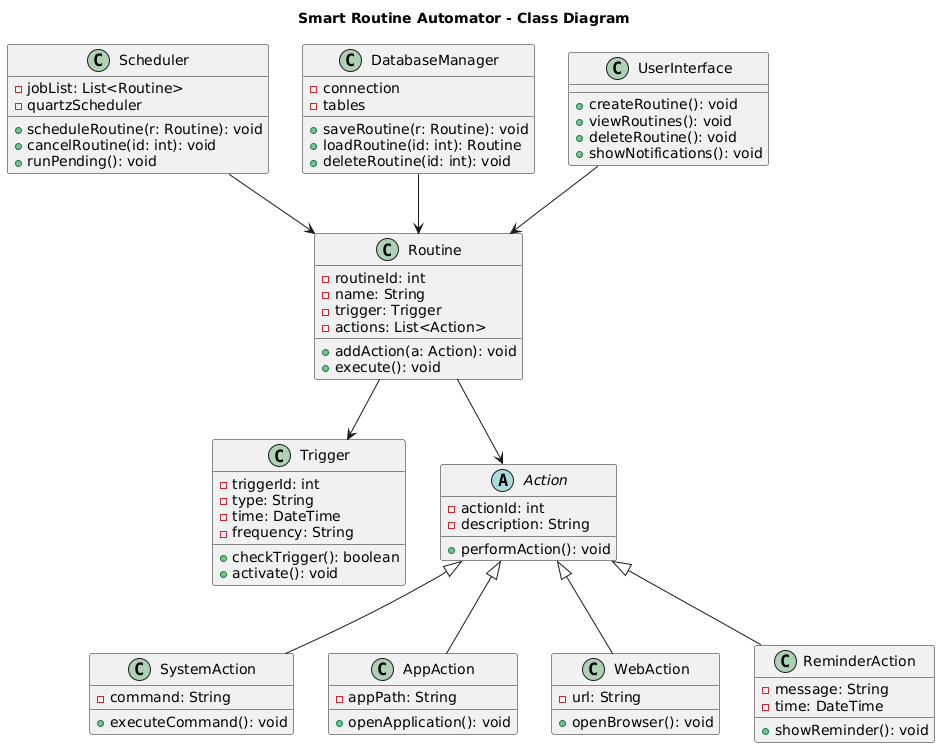 Smart Routine Automator - Class Diagram
C Scheduler
jobList: List<Routine>
quartzScheduler
scheduleRoutine(r: Routine): void
cancelRoutine(id: int): void
runPending(): void
C DatabaseManager
connection
tables
saveRoutine(r: Routine): void
loadRoutine(id: int): Routine
deleteRoutine(id: int): void
C UserInterface
createRoutine(): void
viewRoutines(): void
deleteRoutine(): void
showNotifications(): void
C Routine
routineId: int
name: String
trigger: Trigger
actions: List<Action>
addAction(a: Action): void
execute(): void
C Trigger
triggerId: int
type: String
time: DateTime
frequency: String
checkTrigger(): boolean
activate(): void
A Action
actionId: int
description: String
performAction(): void
C SystemAction
command: String
executeCommand(): void
C AppAction
appPath: String
openApplication(): void
C WebAction
url: String
openBrowser(): void
C ReminderAction
message: String
time: DateTime
showReminder(): void